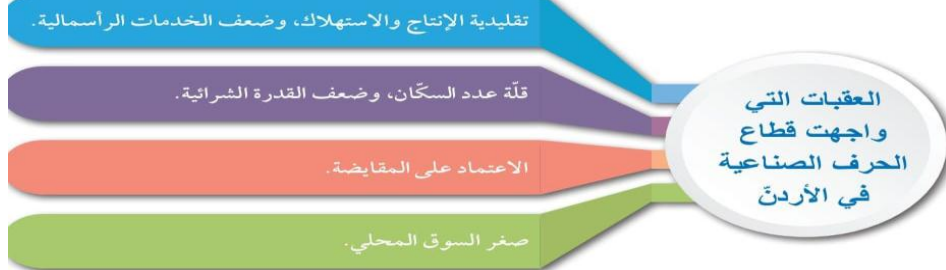 العقبات التي
واجهت قطاع
الحرف الصناعية
في الأردنّ
تقليدية الإنتاج والاستهلاك، وضعف الخدمات الرأسمالية.
قلّة عدد السكّان، وضعف القدرة الشرائية.
الاعتماد على المقايضة.
صغر السوق المحلي.